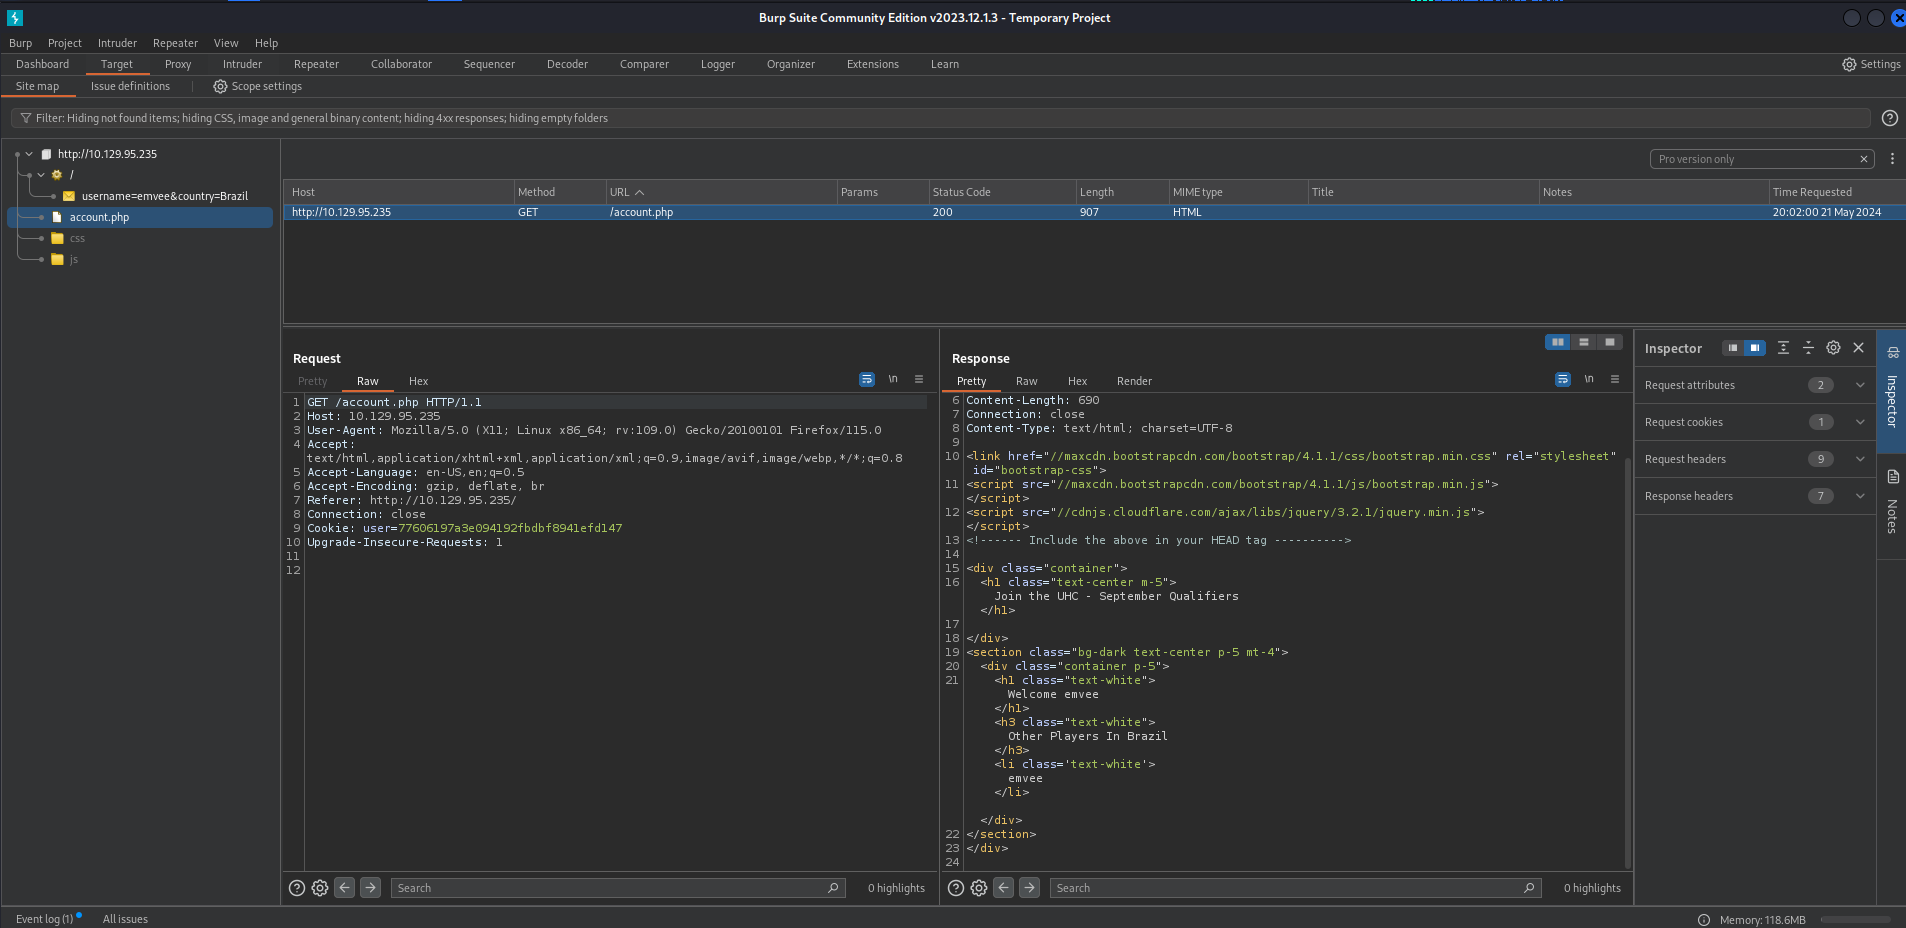 Burp Suite Community Edition v2023.12.1.3 - Temporary Project
Burp Project Intruder Repeater View Help
Dashboard Target Proxy Intruder Repeater Collaborator Sequencer Decoder Comparer Logger Organizer Extensions Learn Settings
Site map Issue definitions Scope settings
Filter: Hiding not found items; hiding CSS, image and general binary content; hiding 4xx responses; hiding empty folders
http://10.129.95.235
/
username=emvee&country=Brazil
account.php
css
js
Pro version only
Host Method URL Params Status Code Length MIME type Title Notes Time Requested
http://10.129.95.235 GET /account.php 200 907 HTML 20:02:00 21 May 2024
Request
Pretty Raw Hex
\n
1 GET /account.php HTTP/1.1
2 Host: 10.129.95.235
3 User-Agent: Mozilla/5.0 (X11; Linux x86_64; rv:109.0) Gecko/20100101 Firefox/115.0
4 Accept:
text/html,application/xhtml+xml,application/xml;q=0.9,image/avif,image/webp,*/*;q=0.8
5 Accept-Language: en-US,en;q=0.5
6 Accept-Encoding: gzip, deflate, br
7 Referer: http://10.129.95.235/
8 Connection: close
9 Cookie: user=77606197a3e094192fbdbf8941efd147
10 Upgrade-Insecure-Requests: 1
11
12
Search
0 highlights
Response
Pretty Raw Hex Render
\n
6 Content-Length: 690
7 Connection: close
8 Content-Type: text/html; charset=UTF-8
9
10 <link href="//maxcdn.bootstrapcdn.com/bootstrap/4.1.1/css/bootstrap.min.css" rel="stylesheet"
id="bootstrap-css">
11 <script src="//maxcdn.bootstrapcdn.com/bootstrap/4.1.1/js/bootstrap.min.js">
</script>
12 <script src="//cdnjs.cloudflare.com/ajax/libs/jquery/3.2.1/jquery.min.js">
</script>
13 <!------ Include the above in your HEAD tag ---------->
14
15 <div class="container">
16 <h1 class="text-center m-5">
Join the UHC - September Qualifiers
</h1>
17
18 </div>
19 <section class="bg-dark text-center p-5 mt-4">
20 <div class="container p-5">
21 <h1 class="text-white">
Welcome emvee
</h1>
<h3 class="text-white">
Other Players In Brazil
</h3>
<li class='text-white'>
emvee
</li>
</div>
22 </section>
23 </div>
24
Search
0 highlights
Inspector
Request attributes 2
Request cookies 1
Request headers 9
Response headers 7
Inspector
Notes
Event log (1) All issues
Memory: 118.6MB